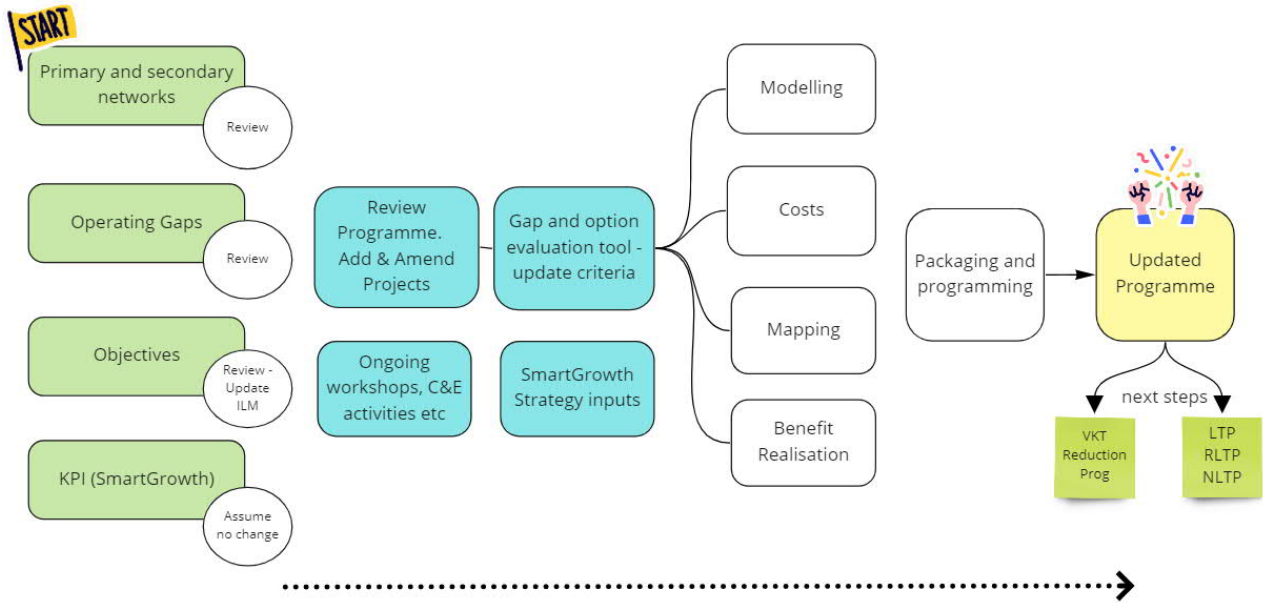 START
Primary and secondary
networks
Review
Operating Gaps
Review
Objectives
Review -
Update
ILM
KPI (SmartGrowth)
Assume
no change
Review
Programme.
Add & Amend
Projects
Ongoing
workshops, C&E
activities etc
Gap and option
evaluation tool -
update criteria
SmartGrowth
Strategy inputs
Modelling
Costs
Mapping
Benefit
Realisation
Packaging and
programming
Updated
Programme
next steps
VKT
Reduction
Prog
LTP
RLTP
NLTP